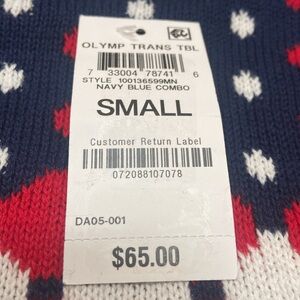 OLYMP TRANS TBL
7 33004 78741 6
STYLE 100136599MN
NAVY BLUE COMBO
SMALL
Customer Return Label
072088107078
DA05-001
$65.00